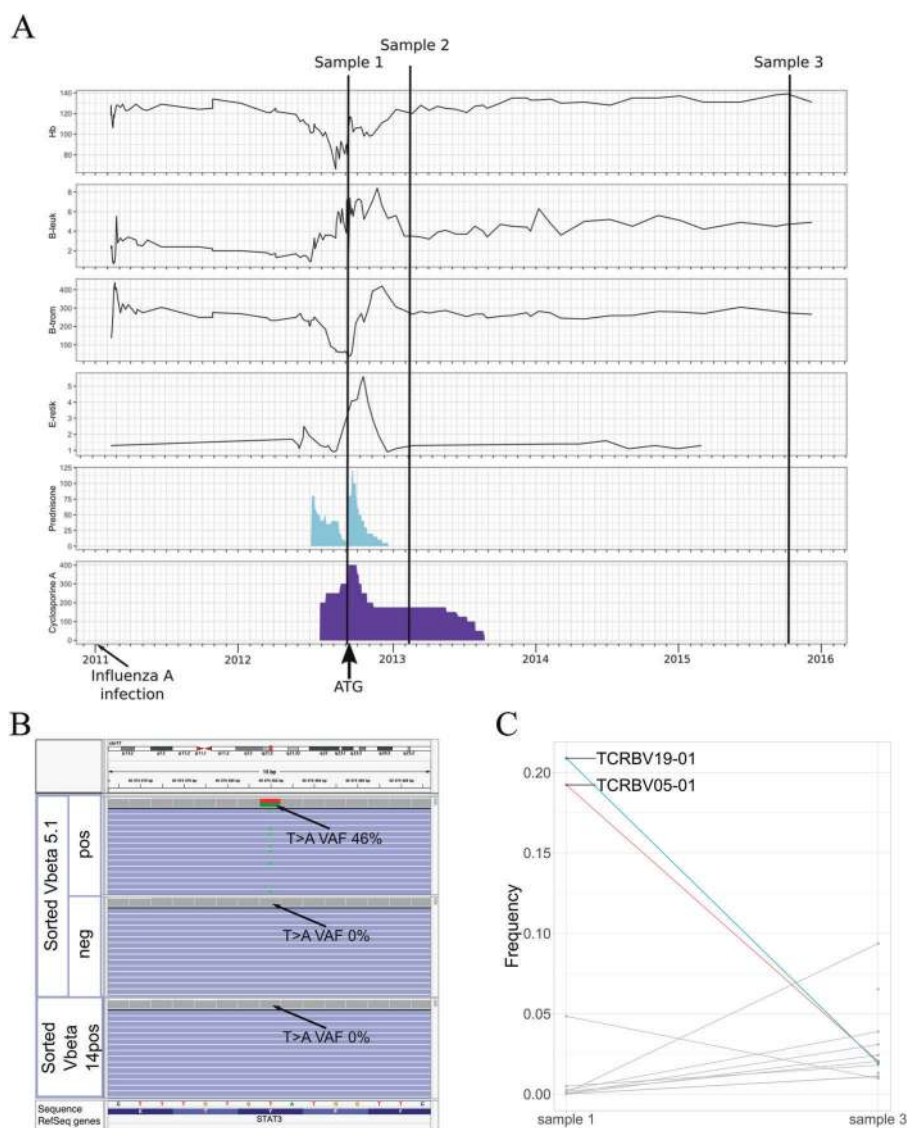 A
Sample 1
Sample 2
Sample 3
Hb
140
120
100
80
B-leuk
8
6
4
2
B-trom
400
300
200
100
E-retik
5
4
3
2
1
Prednisone
125
100
75
50
25
0
Cyclosporine A
400
300
200
100
0
2011
2012
2013
2014
2015
2016
Influenza A
infection
ATG
B
Sorted Vbeta 5.1
pos
T>A VAF 46%
neg
T>A VAF 0%
Sorted
Vbeta
14pos
T>A VAF 0%
Sequence
RefSeq genes
STAT3
C
Frequency
0.20
0.15
0.10
0.05
0.00
TCRBV19-01
TCRBV05-01
sample 1
sample 3